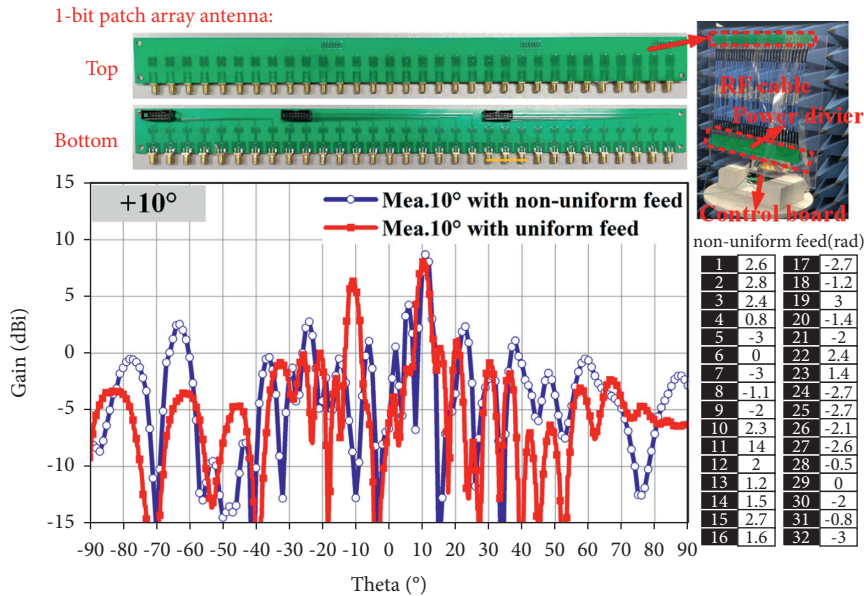 1-bit patch array antenna:
Top
Bottom
RF cable
Power divier
Control board
+10°
Mea.10° with non-uniform feed
Mea.10° with uniform feed
Gain (dBi)
15
10
5
0
-5
-10
-15
-90 -80 -70 -60 -50 -40 -30 -20 -10 0 10 20 30 40 50 60 70 80 90
Theta (°)
non-uniform feed(rad)
1 2.6 17 -2.7
2 2.8 18 -1.2
3 2.4 19 3
4 0.8 20 -1.4
5 -3 21 -2
6 0 22 2.4
7 -3 23 1.4
8 -1.1 24 -2.7
9 -2 25 -2.7
10 2.3 26 -2.1
11 14 27 -2.6
12 2 28 -0.5
13 1.2 29 0
14 1.5 30 -2
15 2.7 31 -0.8
16 1.6 32 -3